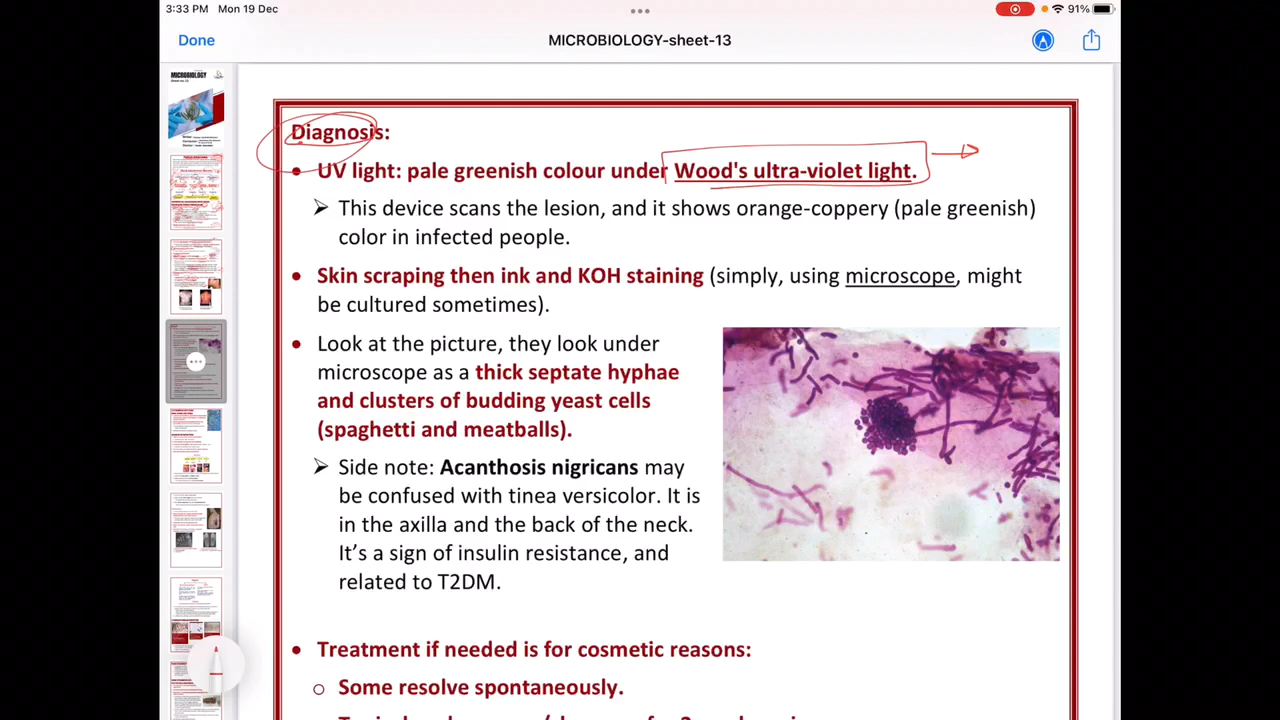 3:33 PM Mon 19 Dec
91%
Done
MICROBIOLOGY-sheet-13
MICROBIOLOGY
Diagnosis:
• UV light: pale greenish colour under Wood's ultra-violet light.
➢ This device scans the lesion, and it shows orange-copper, (pale greenish)
color in infected people.
• Skin scraping then ink and KOH staining (simply, using microscope, might
be cultured sometimes).
• Look at the picture, they look under
microscope as a thick septate hyphae
and clusters of budding yeast cells
(spaghetti and meatballs).
➢ Side note: Acanthosis nigricans may
be confused with tinea versicolor. It is
in the axilla and the back of the neck.
It's a sign of insulin resistance, and
related to T2DM.
• Treatment if needed is for cosmetic reasons:
o Some resolve spontaneously.